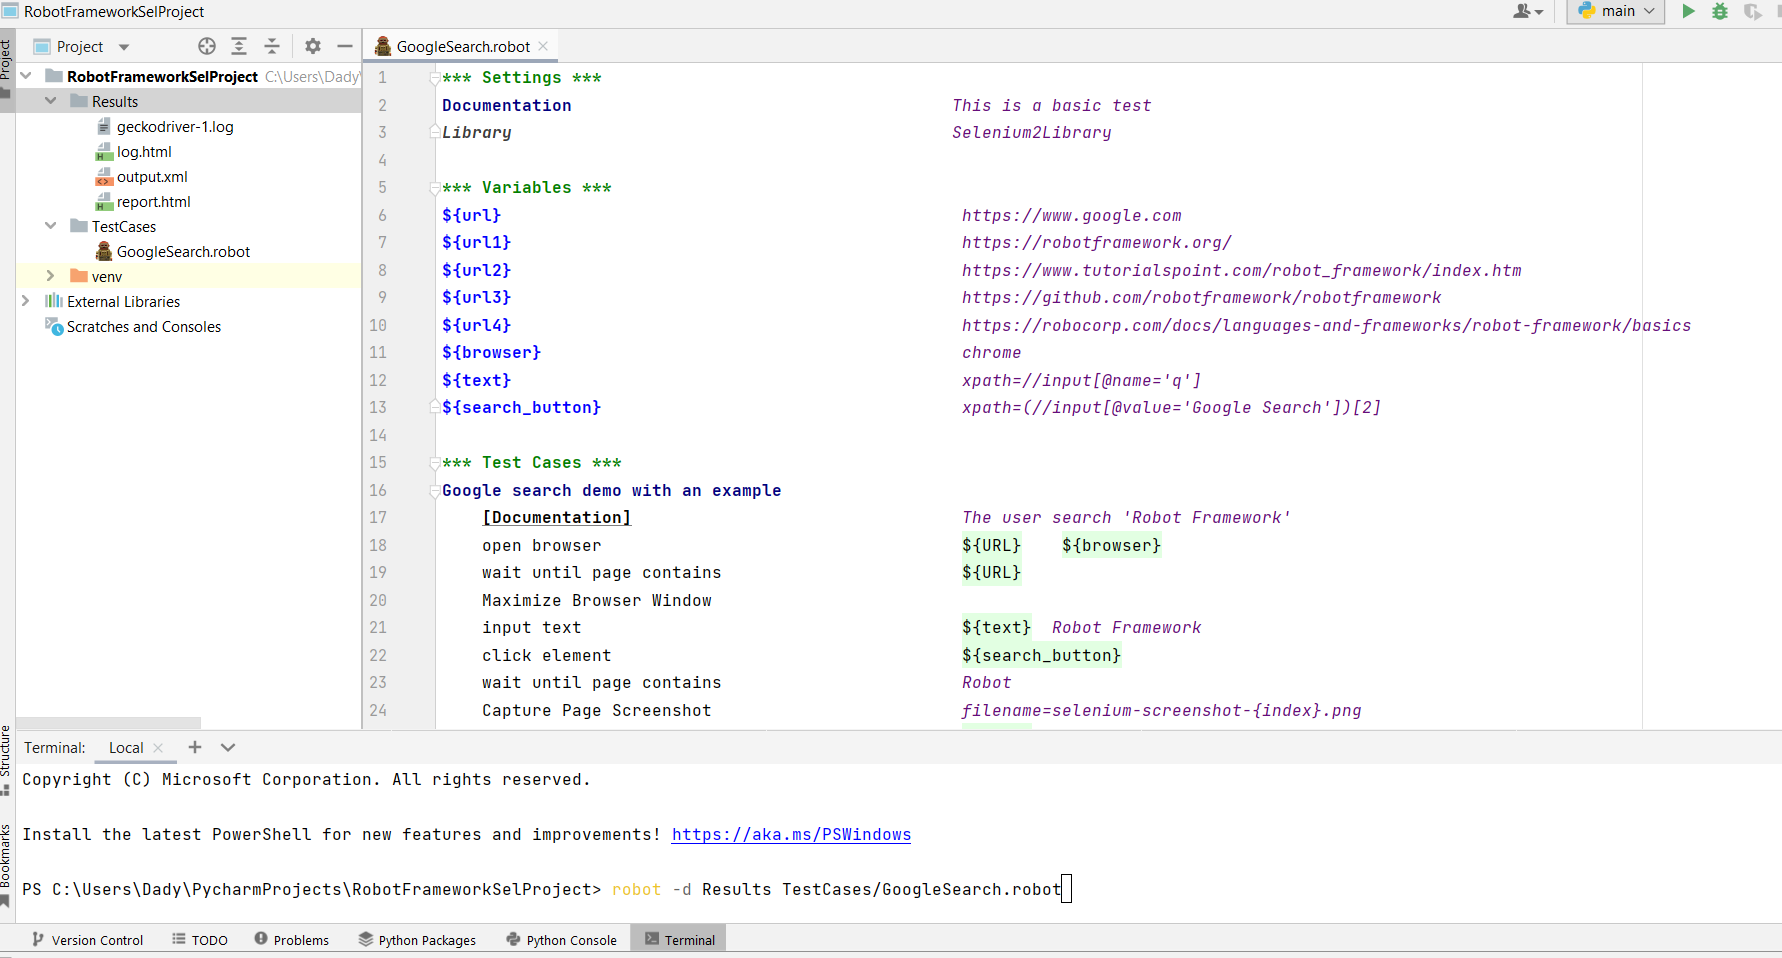 RobotFrameworkSelProject
main
Project
Project
GoogleSearch.robot
RobotFrameworkSelProject C:\Users\Dady\
Results
geckodriver-1.log
log.html
output.xml
report.html
TestCases
GoogleSearch.robot
venv
External Libraries
Scratches and Consoles
1 *** Settings ***
2 Documentation This is a basic test
3 Library Selenium2Library
4
5 *** Variables ***
6 ${url} https://www.google.com
7 ${url1} https://robotframework.org/
8 ${url2} https://www.tutorialspoint.com/robot_framework/index.htm
9 ${url3} https://github.com/robotframework/robotframework
10 ${url4} https://robocorp.com/docs/languages-and-frameworks/robot-framework/basics
11 ${browser} chrome
12 ${text} xpath=//input[@name='q']
13 ${search_button} xpath=(//input[@value='Google Search'])[2]
14
15 *** Test Cases ***
16 Google search demo with an example
17 [Documentation] The user search 'Robot Framework'
18 open browser ${URL} ${browser}
19 wait until page contains ${URL}
20 Maximize Browser Window
21 input text ${text} Robot Framework
22 click element ${search_button}
23 wait until page contains Robot
24 Capture Page Screenshot filename=selenium-screenshot-{index}.png
Structure
Bookmarks
Terminal: Local
Copyright (C) Microsoft Corporation. All rights reserved.
Install the latest PowerShell for new features and improvements! https://aka.ms/PSWindows
PS C:\Users\Dady\PycharmProjects\RobotFrameworkSelProject> robot -d Results TestCases/GoogleSearch.robot
Version Control TODO Problems Python Packages Python Console Terminal